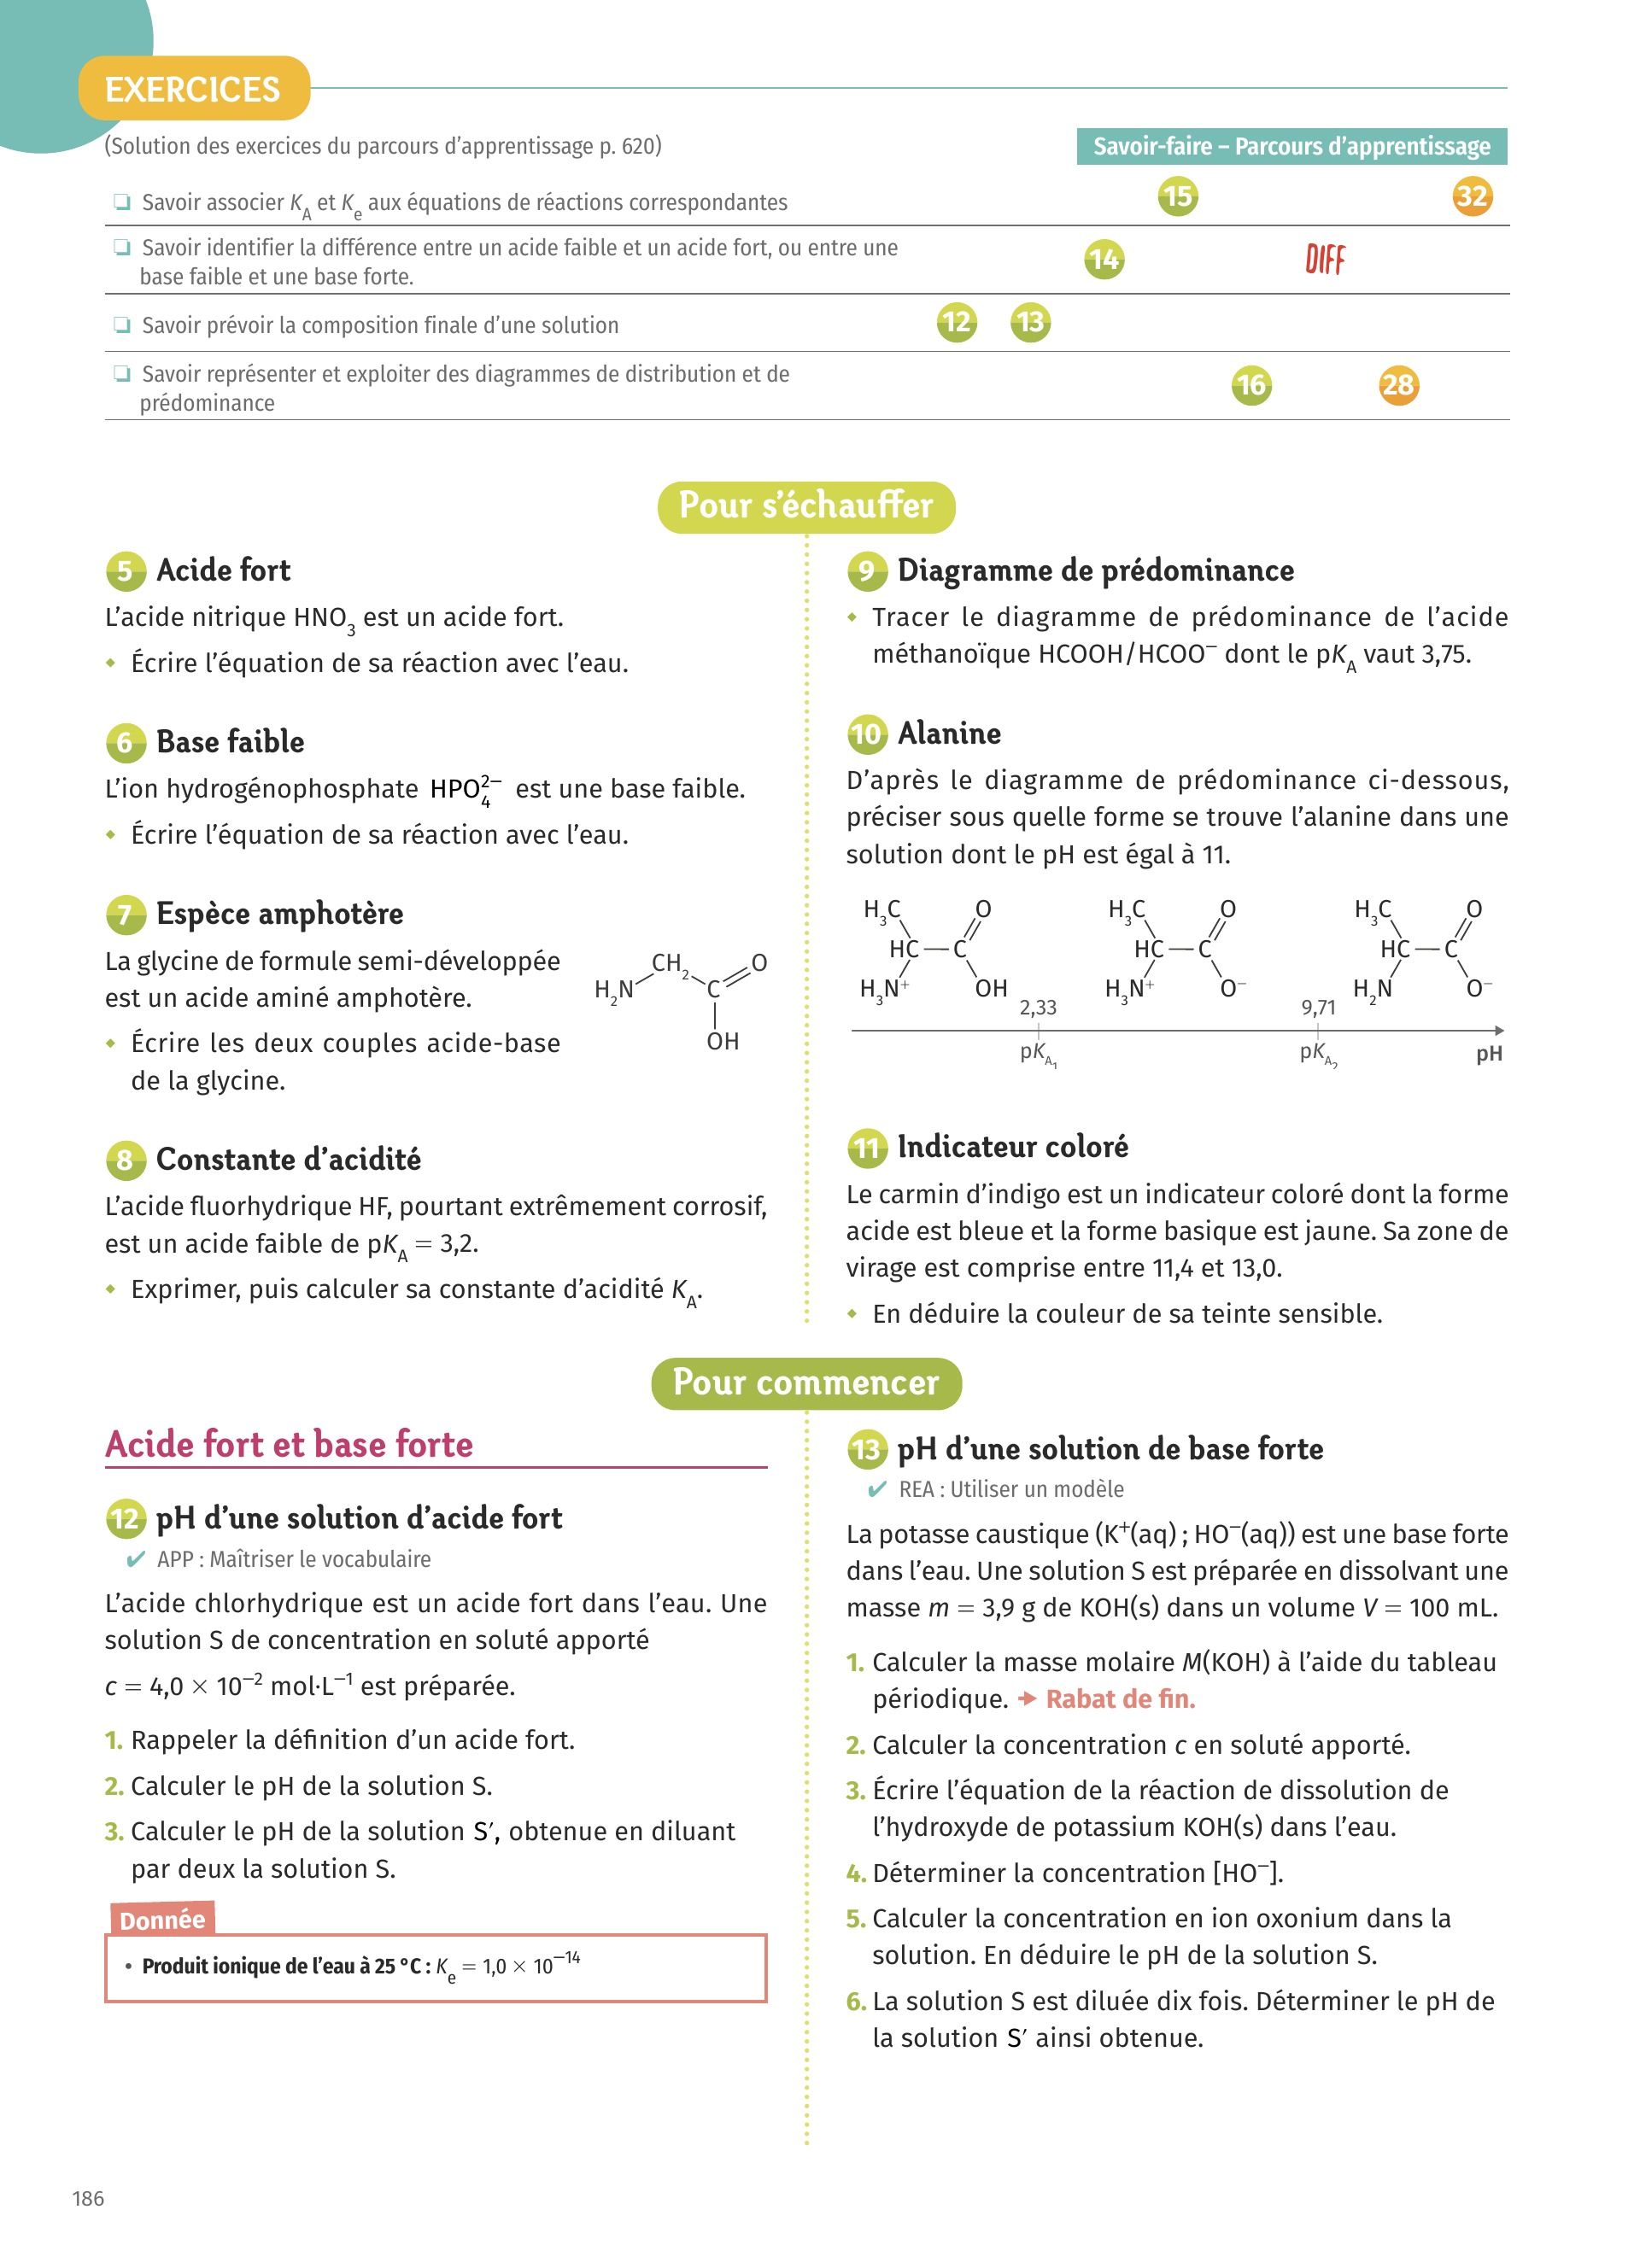 EXERCICES
(Solution des exercices du parcours d’apprentissage p. 620)
Savoir-faire – Parcours d’apprentissage
❏ Savoir associer K_A et K_e aux équations de réactions correspondantes
15
32
❏ Savoir identifier la différence entre un acide faible et un acide fort, ou entre une
base faible et une base forte.
14
DIFF
❏ Savoir prévoir la composition finale d’une solution
12
13
❏ Savoir représenter et exploiter des diagrammes de distribution et de
prédominance
16
28
Pour s’échauffer
5 Acide fort
L’acide nitrique HNO₃ est un acide fort.
◆ Écrire l’équation de sa réaction avec l’eau.
6 Base faible
L’ion hydrogénophosphate HPO₄²⁻ est une base faible.
◆ Écrire l’équation de sa réaction avec l’eau.
7 Espèce amphotère
La glycine de formule semi-développée
est un acide aminé amphotère.
◆ Écrire les deux couples acide-base
de la glycine.
CH₂ O
H₂N C
OH
8 Constante d’acidité
L’acide fluorhydrique HF, pourtant extrêmement corrosif,
est un acide faible de pK_A = 3,2.
◆ Exprimer, puis calculer sa constante d’acidité K_A.
9 Diagramme de prédominance
◆ Tracer le diagramme de prédominance de l’acide
méthanoïque HCOOH/HCOO⁻ dont le pK_A vaut 3,75.
10 Alanine
D’après le diagramme de prédominance ci-dessous,
préciser sous quelle forme se trouve l’alanine dans une
solution dont le pH est égal à 11.
H₃C O H₃C O H₃C O
HC — C HC — C HC — C
H₃N⁺ OH H₃N⁺ O⁻ H₂N O⁻
2,33 9,71
pK_A₁ pK_A₂ pH
11 Indicateur coloré
Le carmin d’indigo est un indicateur coloré dont la forme
acide est bleue et la forme basique est jaune. Sa zone de
virage est comprise entre 11,4 et 13,0.
◆ En déduire la couleur de sa teinte sensible.
Pour commencer
Acide fort et base forte
12 pH d’une solution d’acide fort
✔ APP : Maîtriser le vocabulaire
L’acide chlorhydrique est un acide fort dans l’eau. Une
solution S de concentration en soluté apporté
c = 4,0 × 10⁻² mol·L⁻¹ est préparée.
1. Rappeler la définition d’un acide fort.
2. Calculer le pH de la solution S.
3. Calculer le pH de la solution S′, obtenue en diluant
par deux la solution S.
Donnée
• Produit ionique de l’eau à 25 °C : K_e = 1,0 × 10⁻¹⁴
13 pH d’une solution de base forte
✔ REA : Utiliser un modèle
La potasse caustique (K⁺(aq) ; HO⁻(aq)) est une base forte
dans l’eau. Une solution S est préparée en dissolvant une
masse m = 3,9 g de KOH(s) dans un volume V = 100 mL.
1. Calculer la masse molaire M(KOH) à l’aide du tableau
périodique. ➔ Rabat de fin.
2. Calculer la concentration c en soluté apporté.
3. Écrire l’équation de la réaction de dissolution de
l’hydroxyde de potassium KOH(s) dans l’eau.
4. Déterminer la concentration [HO⁻].
5. Calculer la concentration en ion oxonium dans la
solution. En déduire le pH de la solution S.
6. La solution S est diluée dix fois. Déterminer le pH de
la solution S′ ainsi obtenue.
186